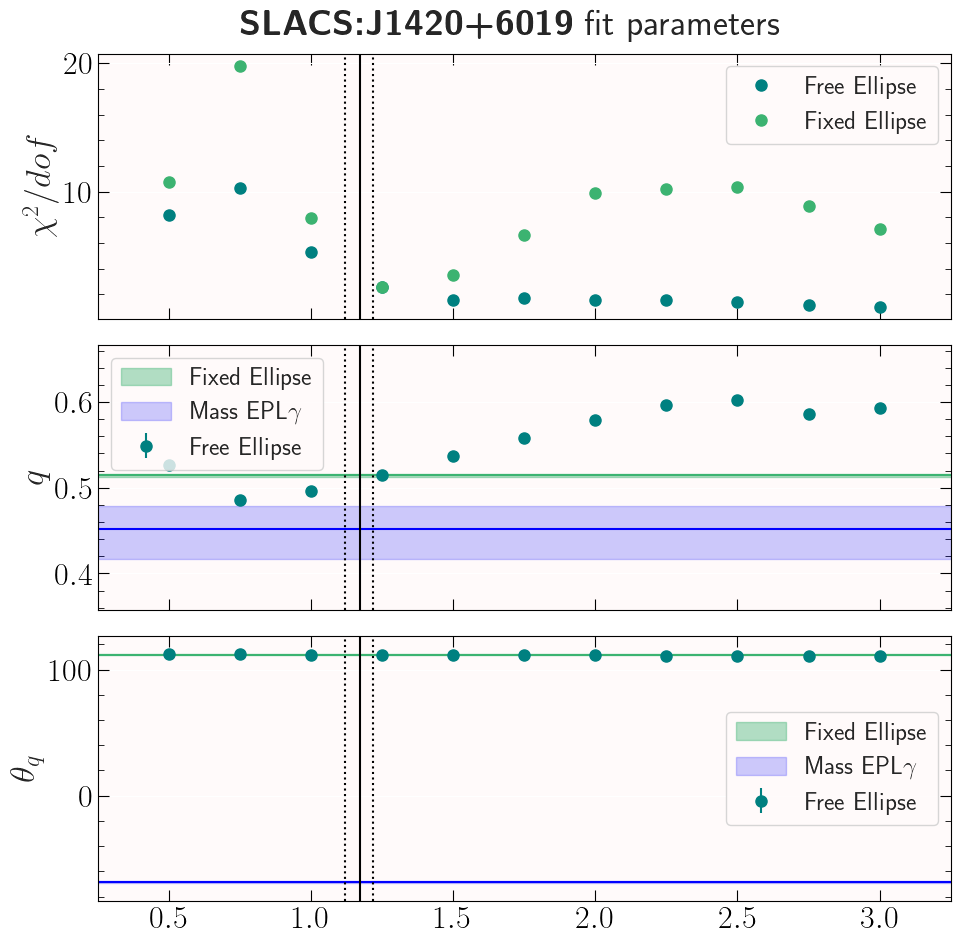 SLACS:J1420+6019 fit parameters
20
10
χ²/dof
Free Ellipse
Fixed Ellipse
0.6
0.5
0.4
q
Fixed Ellipse
Mass EPLγ
Free Ellipse
100
0
θ_q
Fixed Ellipse
Mass EPLγ
Free Ellipse
0.5 1.0 1.5 2.0 2.5 3.0